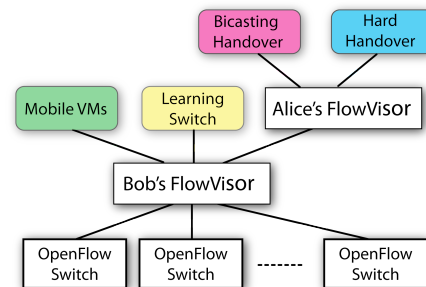 Bicasting
Handover
Hard
Handover
Mobile VMs
Learning
Switch
Alice's FlowVisor
Bob's FlowVisor
OpenFlow
Switch
OpenFlow
Switch
OpenFlow
Switch